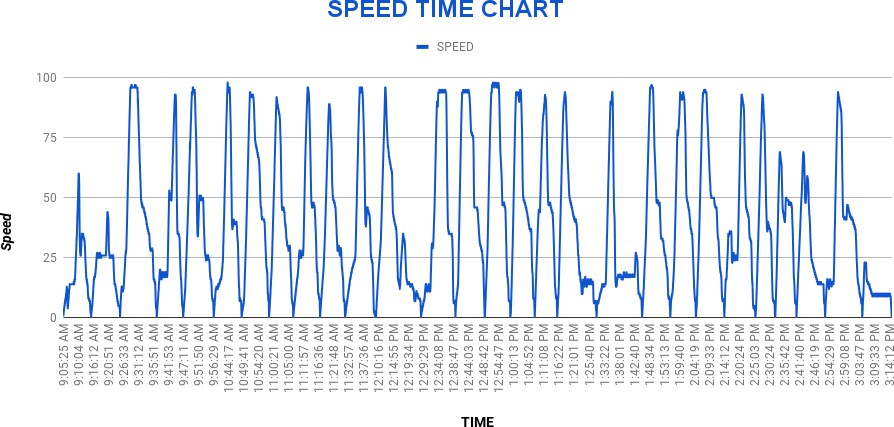 SPEED TIME CHART
SPEED
100
75
50
25
0
Speed
9:05:25 AM
9:10:04 AM
9:16:12 AM
9:20:51 AM
9:26:33 AM
9:31:12 AM
9:35:51 AM
9:41:53 AM
9:47:11 AM
9:51:50 AM
9:56:29 AM
10:44:17 AM
10:49:41 AM
10:54:20 AM
11:00:21 AM
11:05:00 AM
11:11:57 AM
11:16:36 AM
11:21:48 AM
11:32:57 AM
11:37:36 AM
12:10:16 PM
12:14:55 PM
12:19:34 PM
12:29:29 PM
12:34:08 PM
12:38:47 PM
12:44:03 PM
12:48:42 PM
12:54:47 PM
1:00:13 PM
1:04:52 PM
1:11:08 PM
1:16:22 PM
1:21:01 PM
1:25:40 PM
1:33:22 PM
1:38:01 PM
1:42:40 PM
1:48:34 PM
1:53:13 PM
1:59:40 PM
2:04:19 PM
2:09:33 PM
2:14:12 PM
2:20:24 PM
2:25:03 PM
2:30:24 PM
2:35:42 PM
2:41:40 PM
2:46:19 PM
2:54:29 PM
2:59:08 PM
3:03:47 PM
3:09:33 PM
3:14:12 PM
TIME